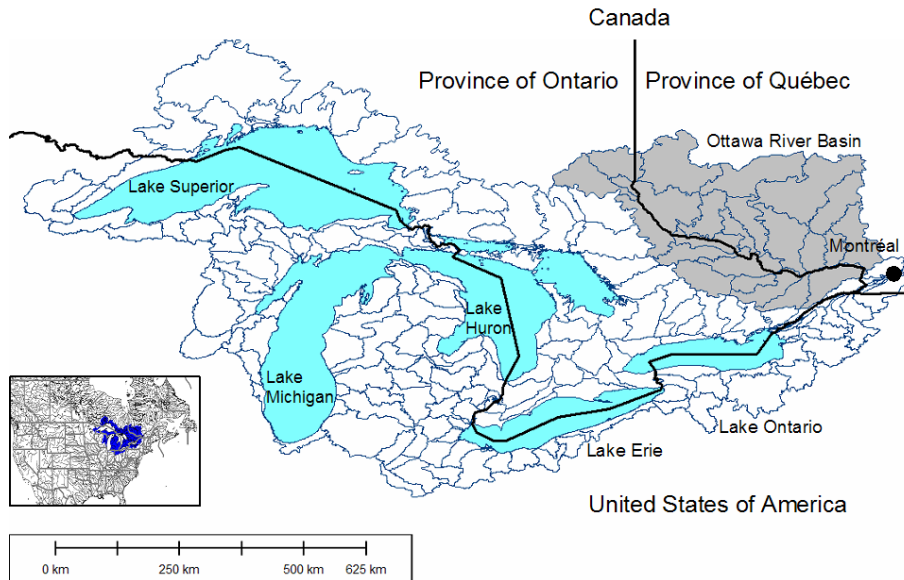 Canada
Province of Ontario
Province of Québec
Ottawa River Basin
Lake Superior
Montréal
Lake
Huron
Lake
Michigan
Lake Ontario
Lake Erie
United States of America
0 km
250 km
500 km
625 km